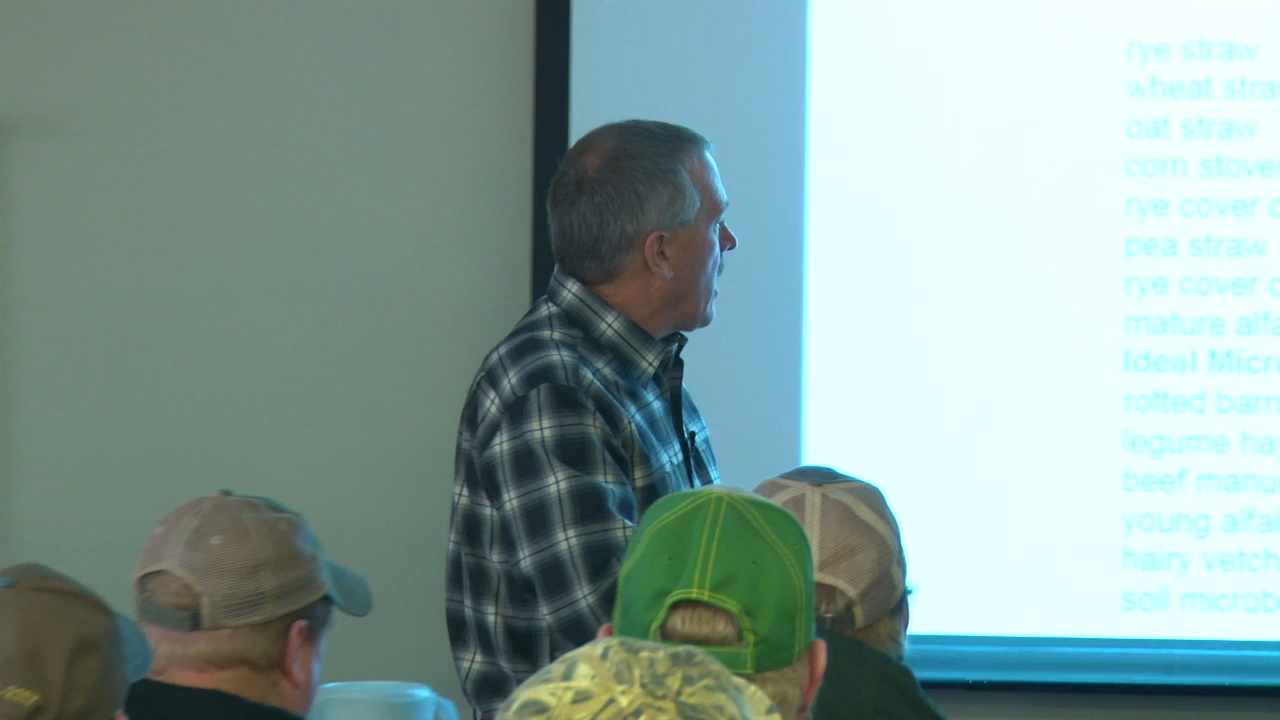 rye straw
wheat stra
oat straw
corn stove
rye cover c
pea straw
rye cover c
mature alfa
Ideal Micro
rotted barn
legume ha
beef manu
young alfal
hairy vetch
soil microb